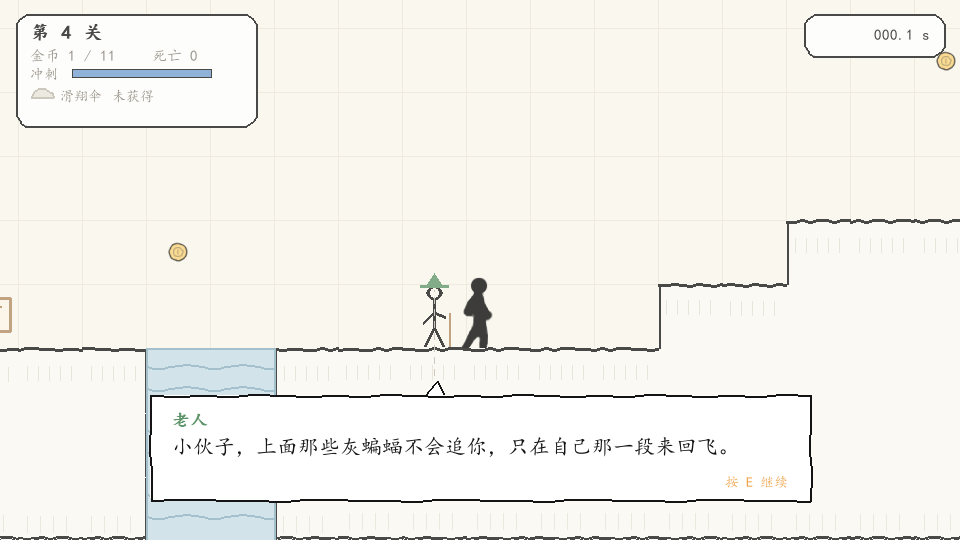 第 4 关
金币 1 / 11 死亡 0
冲刺
滑翔伞 未获得
000.1 s
老人
小伙子，上面那些灰蝙蝠不会追你，只在自己那一段来回飞。
按 E 继续